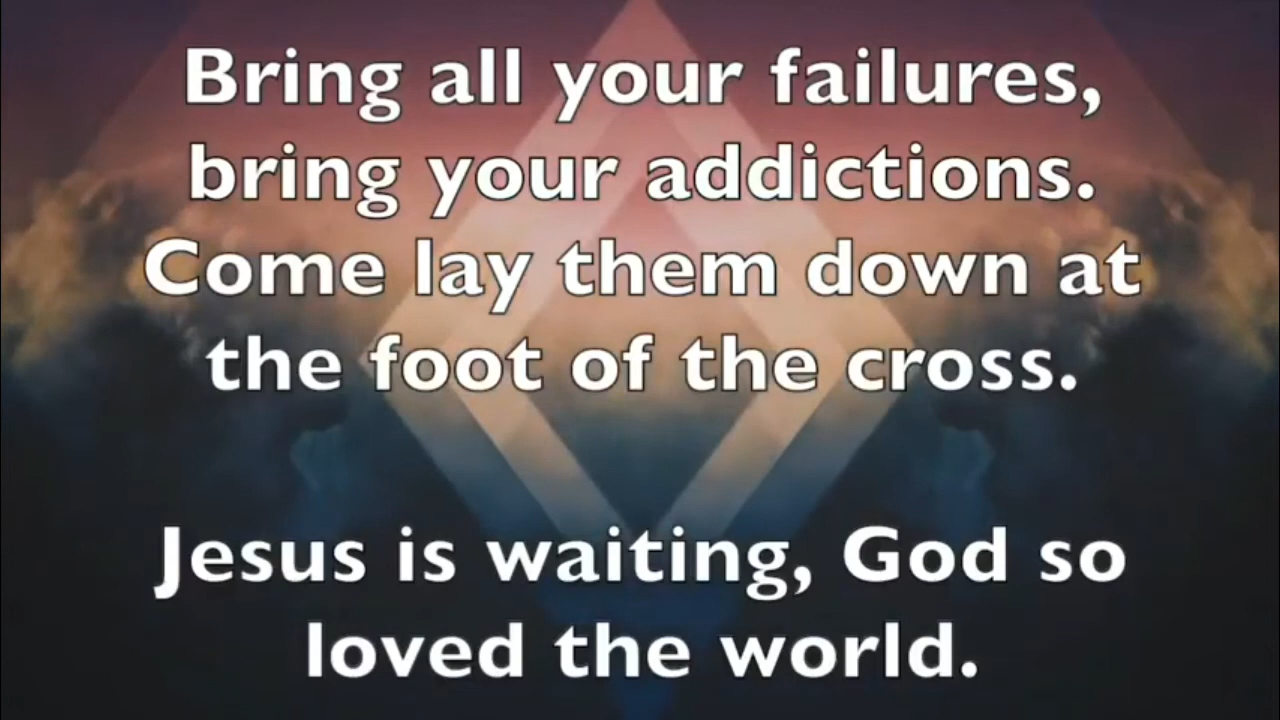 Bring all your failures,
bring your addictions.
Come lay them down at
the foot of the cross.
Jesus is waiting, God so
loved the world.